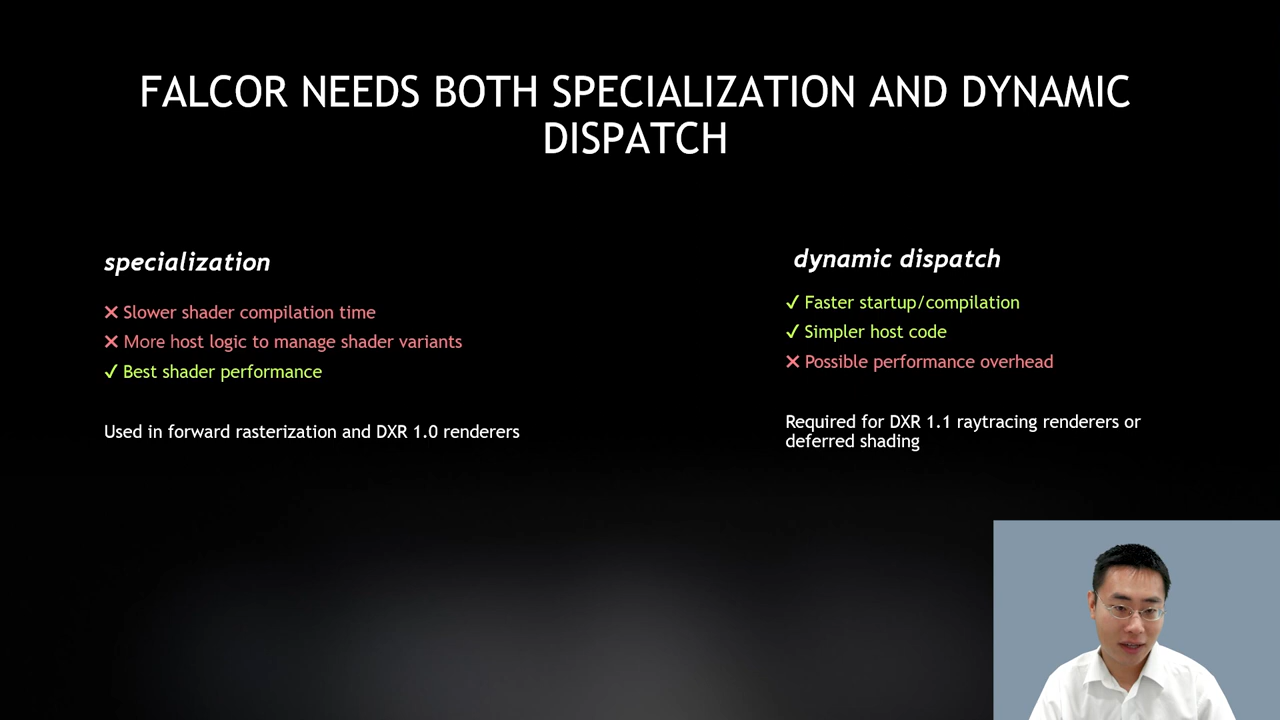 FALCOR NEEDS BOTH SPECIALIZATION AND DYNAMIC
DISPATCH
specialization
✕ Slower shader compilation time
✕ More host logic to manage shader variants
✓ Best shader performance
Used in forward rasterization and DXR 1.0 renderers
dynamic dispatch
✓ Faster startup/compilation
✓ Simpler host code
✕ Possible performance overhead
Required for DXR 1.1 raytracing renderers or
deferred shading